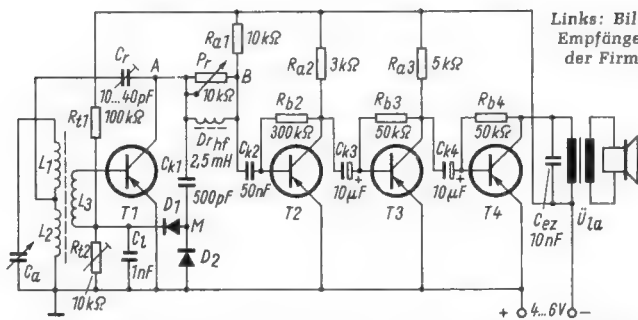 Links: Bil
Empfänge
der Firm
Ra1
10kΩ
Cr
A
Pr
B
10...40pF
10kΩ
Rt1
100kΩ
Ra2
3kΩ
Ra3
5kΩ
Rb2
300kΩ
Rb3
50kΩ
Rb4
50kΩ
Drhf
2,5mH
L1
L2
L3
Ck1
500pF
Ck2
50nF
Ck3
10µF
+
Ck4
10µF
+
T1
T2
T3
T4
D1
M
D2
Ca
Rt2
10kΩ
Cl
1nF
Cez
10nF
Üla
+ 4...6V −